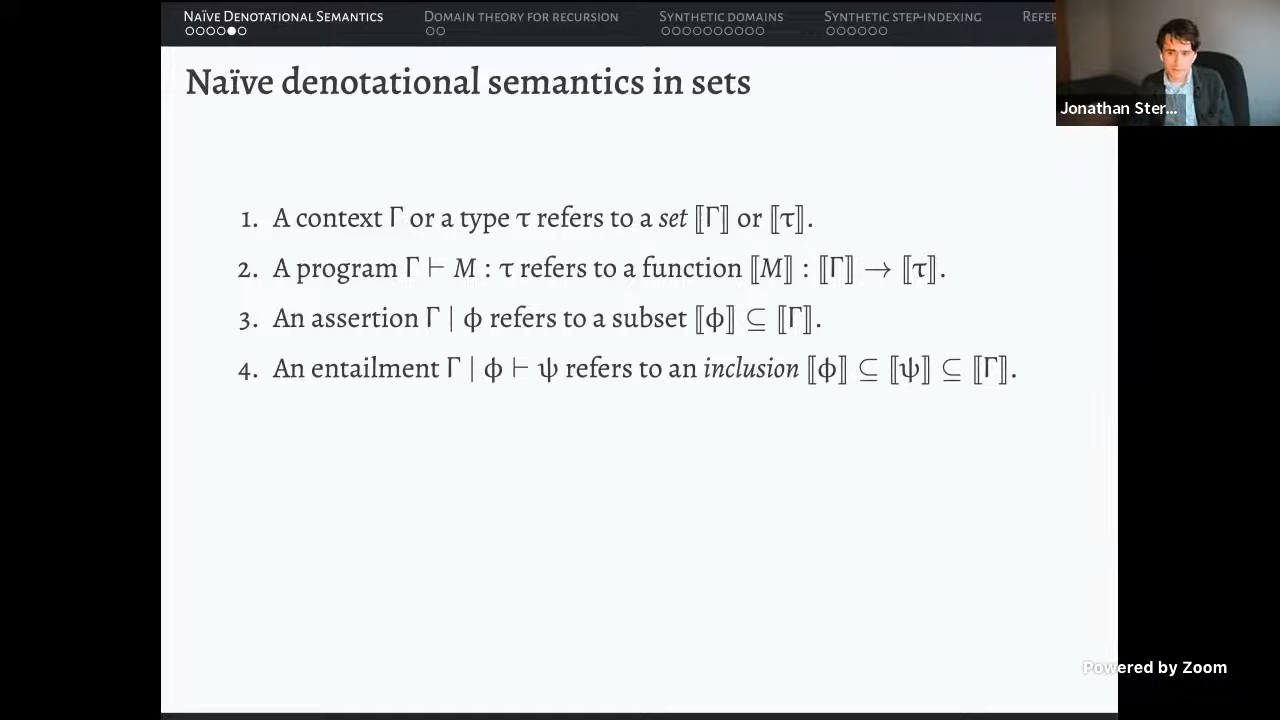 Naïve Denotational Semantics Domain theory for recursion Synthetic domains Synthetic step-indexing Refer
Jonathan Ster...
Naïve denotational semantics in sets
1. A context Γ or a type τ refers to a set ⟦Γ⟧ or ⟦τ⟧.
2. A program Γ ⊢ M : τ refers to a function ⟦M⟧ : ⟦Γ⟧ → ⟦τ⟧.
3. An assertion Γ | ϕ refers to a subset ⟦ϕ⟧ ⊆ ⟦Γ⟧.
4. An entailment Γ | ϕ ⊢ ψ refers to an inclusion ⟦ϕ⟧ ⊆ ⟦ψ⟧ ⊆ ⟦Γ⟧.
Powered by Zoom